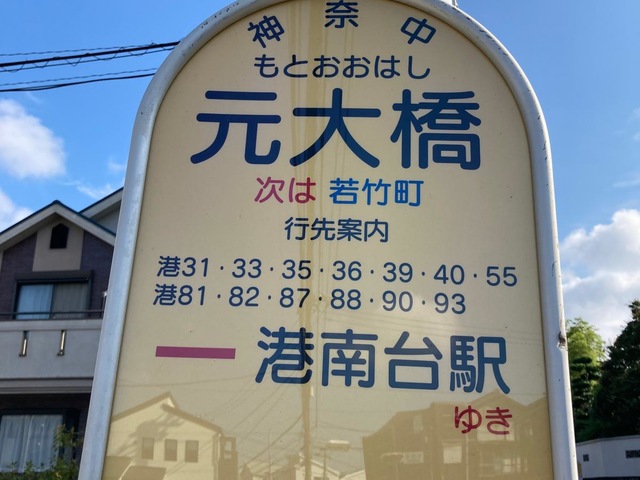 神奈中
もとおおはし
元大橋
次は 若竹町
行先案内
港31・33・35・36・39・40・55
港81・82・87・88・90・93
港南台駅
ゆき